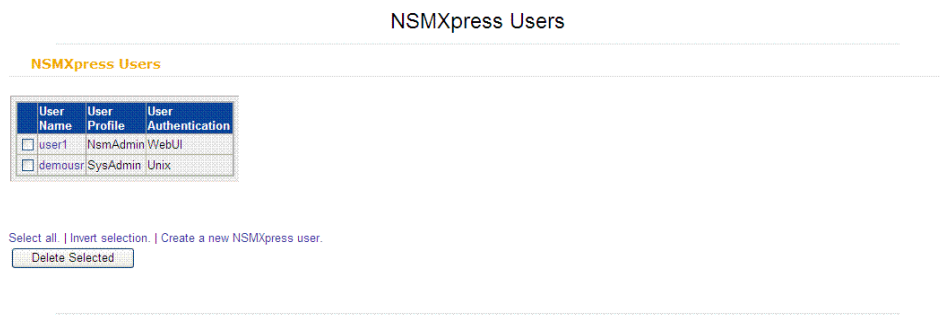 NSMXpress Users
NSMXpress Users
User Name User Profile User Authentication
user1 NsmAdmin WebUI
demousr SysAdmin Unix
Select all. | Invert selection. | Create a new NSMXpress user.
Delete Selected